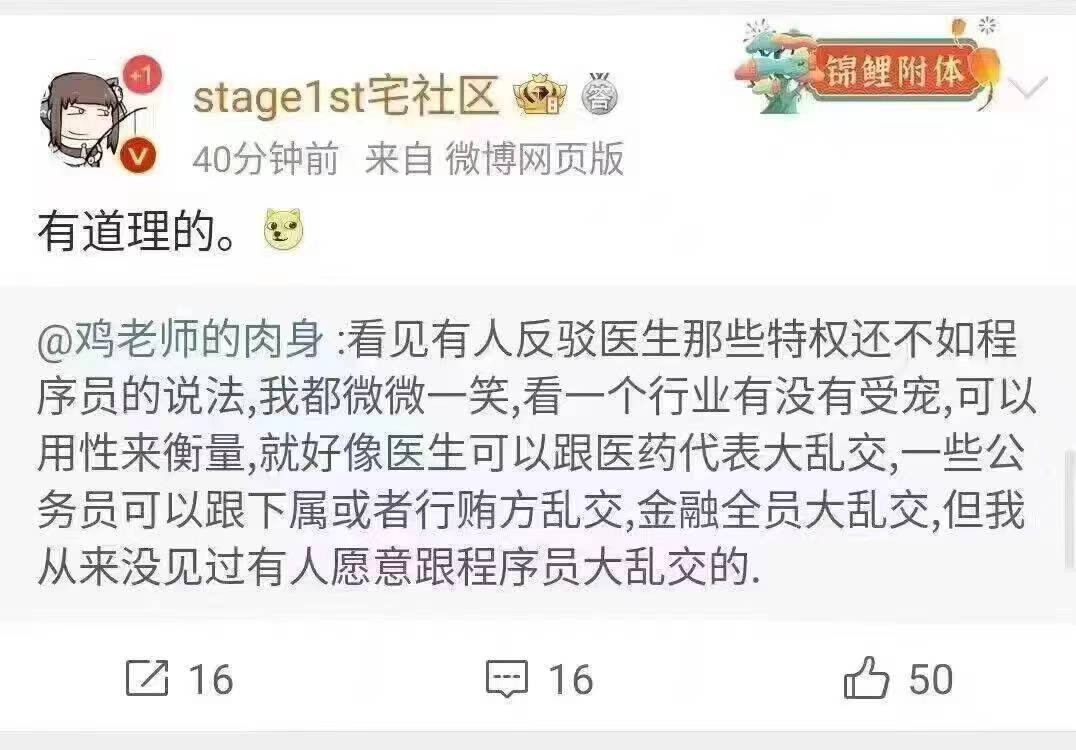 +1
stage1st宅社区
8
答
锦鲤附体
V
40分钟前 来自 微博网页版
有道理的。
@鸡老师的肉身 :看见有人反驳医生那些特权还不如程
序员的说法,我都微微一笑,看一个行业有没有受宠,可以
用性来衡量,就好像医生可以跟医药代表大乱交,一些公
务员可以跟下属或者行贿方乱交,金融全员大乱交,但我
从来没见过有人愿意跟程序员大乱交的.
16
16
50